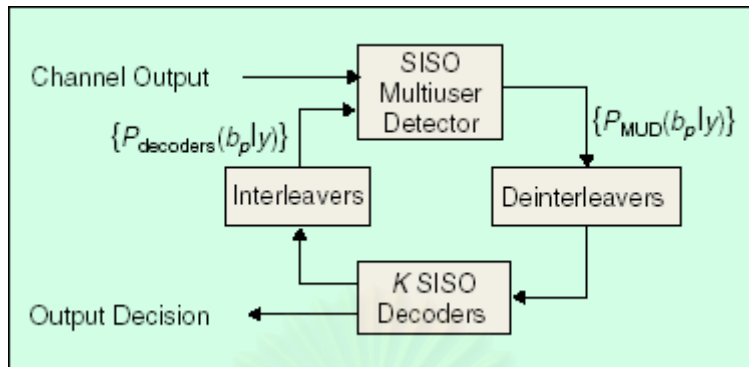 Channel Output
SISO
Multiuser
Detector
{P_decoders(b_p|y)}
{P_MUD(b_p|y)}
Interleavers
Deinterleavers
K SISO
Decoders
Output Decision